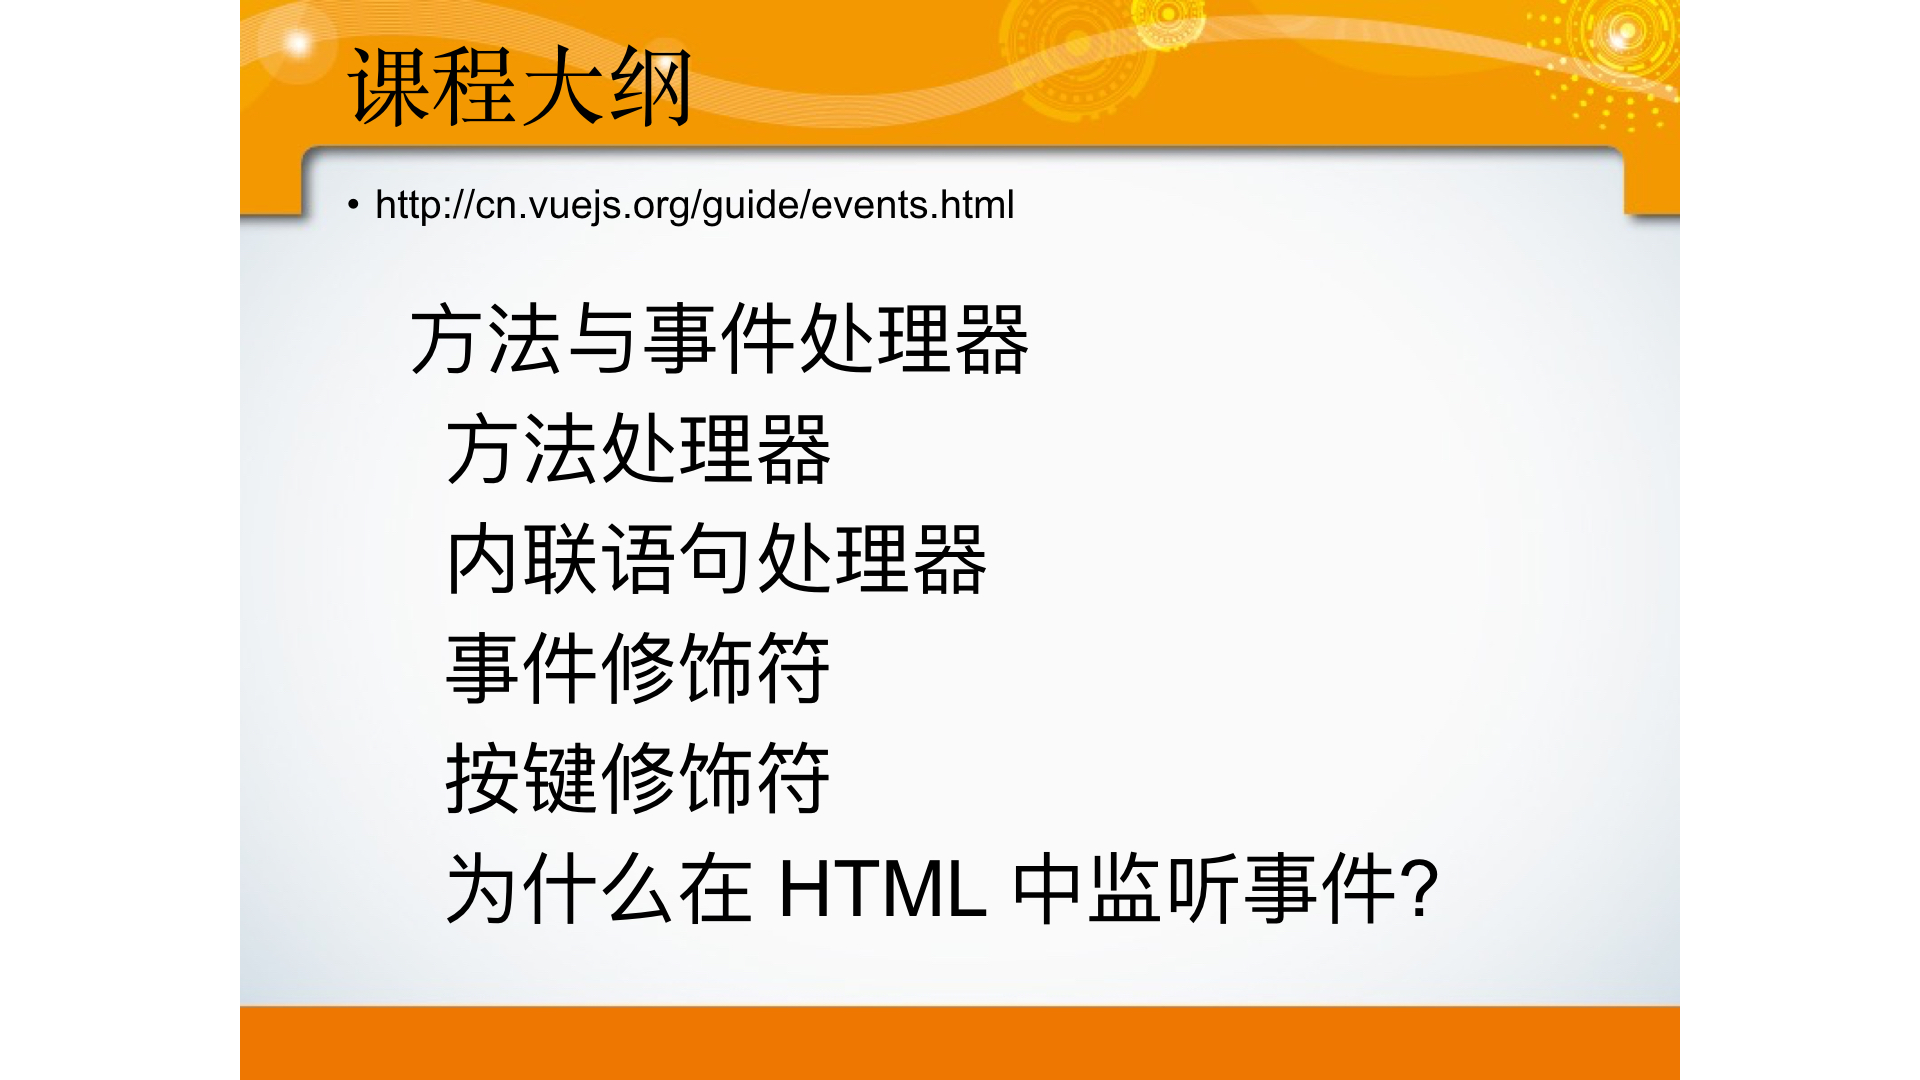 课程大纲
• http://cn.vuejs.org/guide/events.html
方法与事件处理器
方法处理器
内联语句处理器
事件修饰符
按键修饰符
为什么在 HTML 中监听事件?